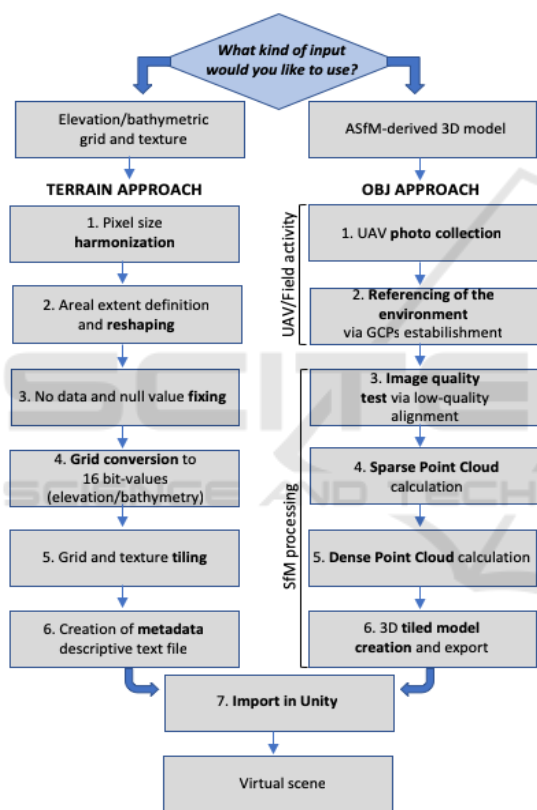 What kind of input
would you like to use?
Elevation/bathymetric
grid and texture
TERRAIN APPROACH
1. Pixel size
harmonization
2. Areal extent definition
and reshaping
3. No data and null value fixing
4. Grid conversion to
16 bit-values
(elevation/bathymetry)
5. Grid and texture tiling
6. Creation of metadata
descriptive text file
ASfM-derived 3D model
OBJ APPROACH
UAV/Field activity
1. UAV photo collection
2. Referencing of the
environment
via GCPs estabilishment
SfM processing
3. Image quality
test via low-quality
alignment
4. Sparse Point Cloud
calculation
5. Dense Point Cloud calculation
6. 3D tiled model
creation and export
7. Import in Unity
Virtual scene
SCITE
SCIENCE AND TECH